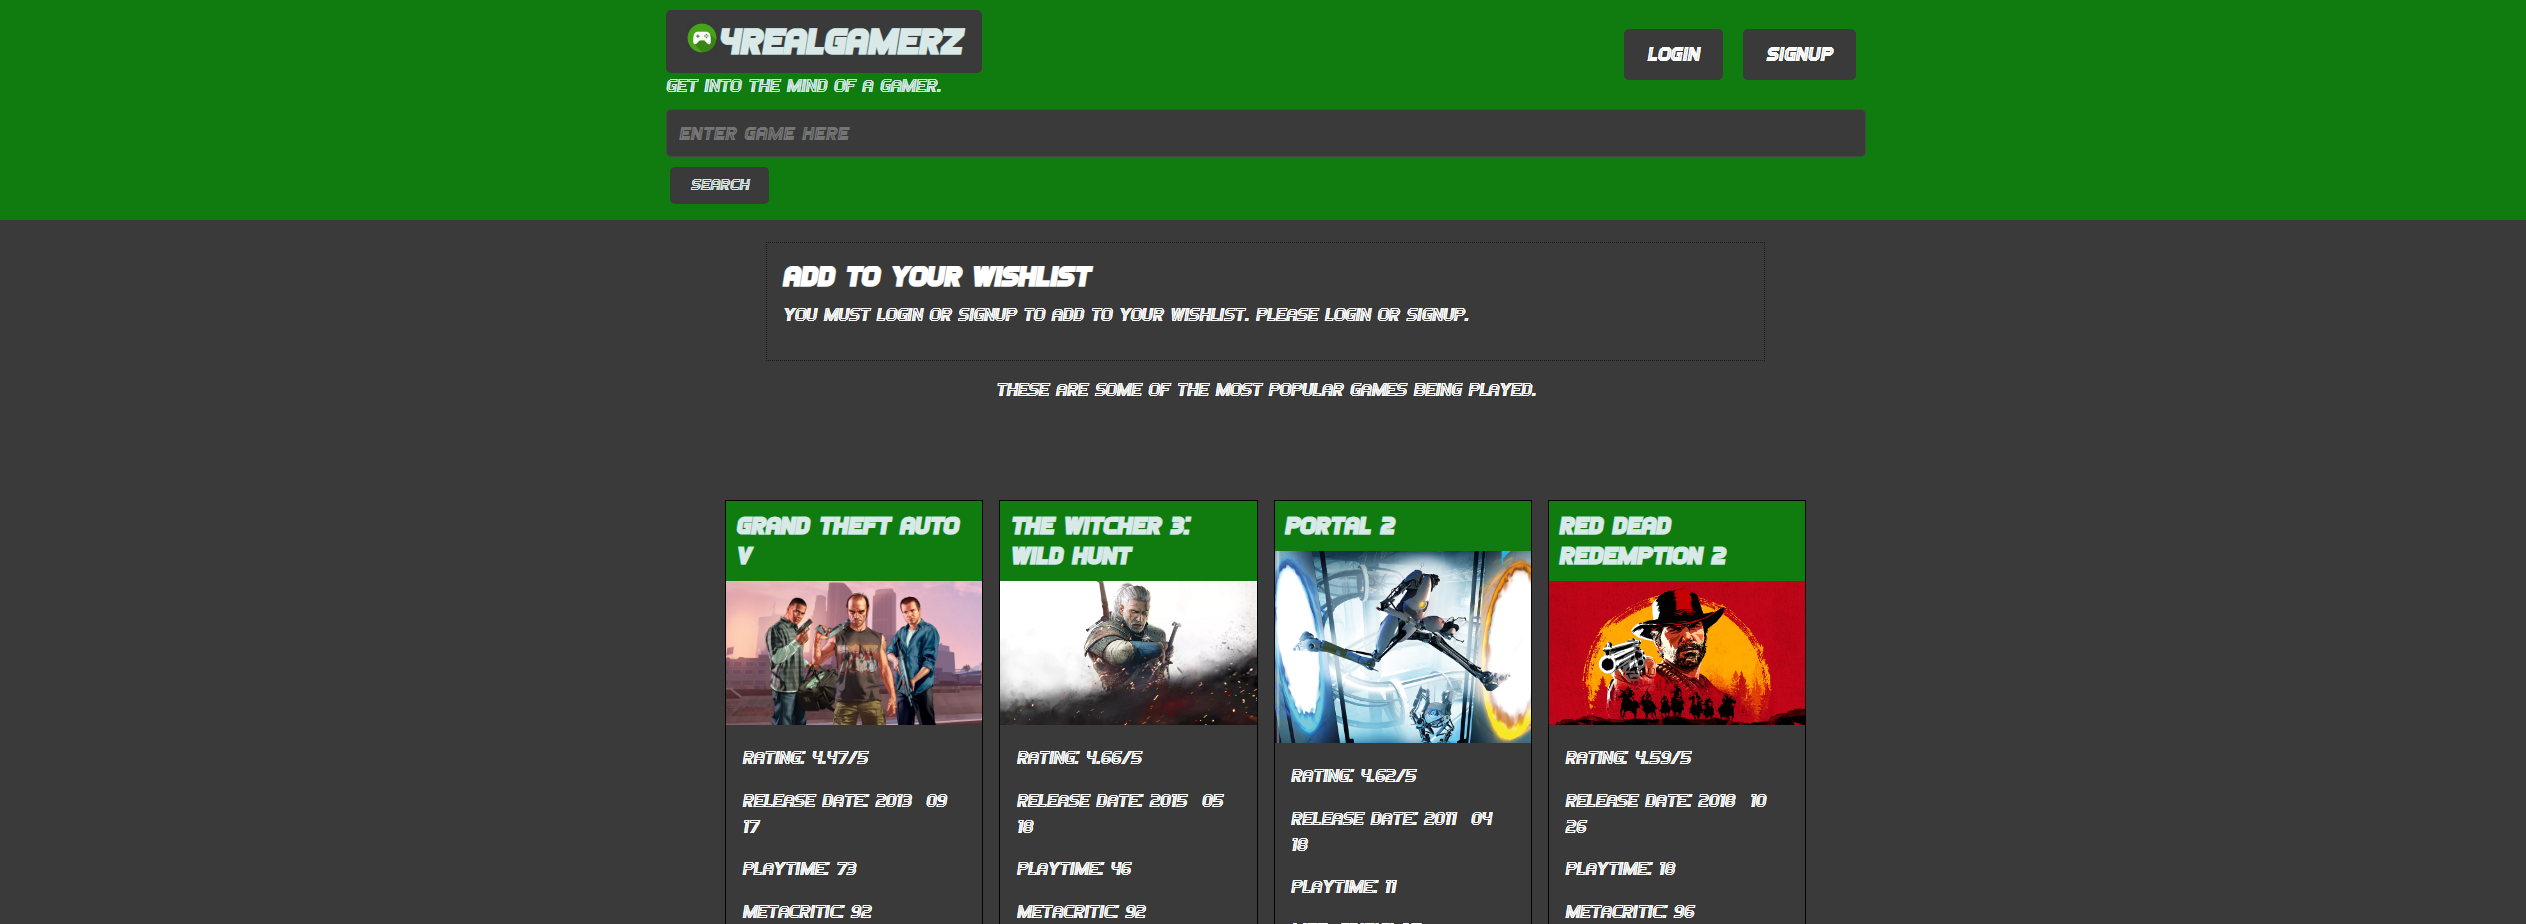 4REALGAMERZ
GET INTO THE MIND OF A GAMER.
LOGIN
SIGNUP
ENTER GAME HERE
SEARCH
ADD TO YOUR WISHLIST
YOU MUST LOGIN OR SIGNUP TO ADD TO YOUR WISHLIST. PLEASE LOGIN OR SIGNUP.
THESE ARE SOME OF THE MOST POPULAR GAMES BEING PLAYED.
GRAND THEFT AUTO
V
RATING: 4.47/5
RELEASE DATE: 2013 09
17
PLAYTIME: 73
METACRITIC: 92
THE WITCHER 3:
WILD HUNT
RATING: 4.66/5
RELEASE DATE: 2015 05
18
PLAYTIME: 46
METACRITIC: 92
PORTAL 2
RATING: 4.62/5
RELEASE DATE: 2011 04
18
PLAYTIME: 11
RED DEAD
REDEMPTION 2
RATING: 4.59/5
RELEASE DATE: 2018 10
26
PLAYTIME: 18
METACRITIC: 96